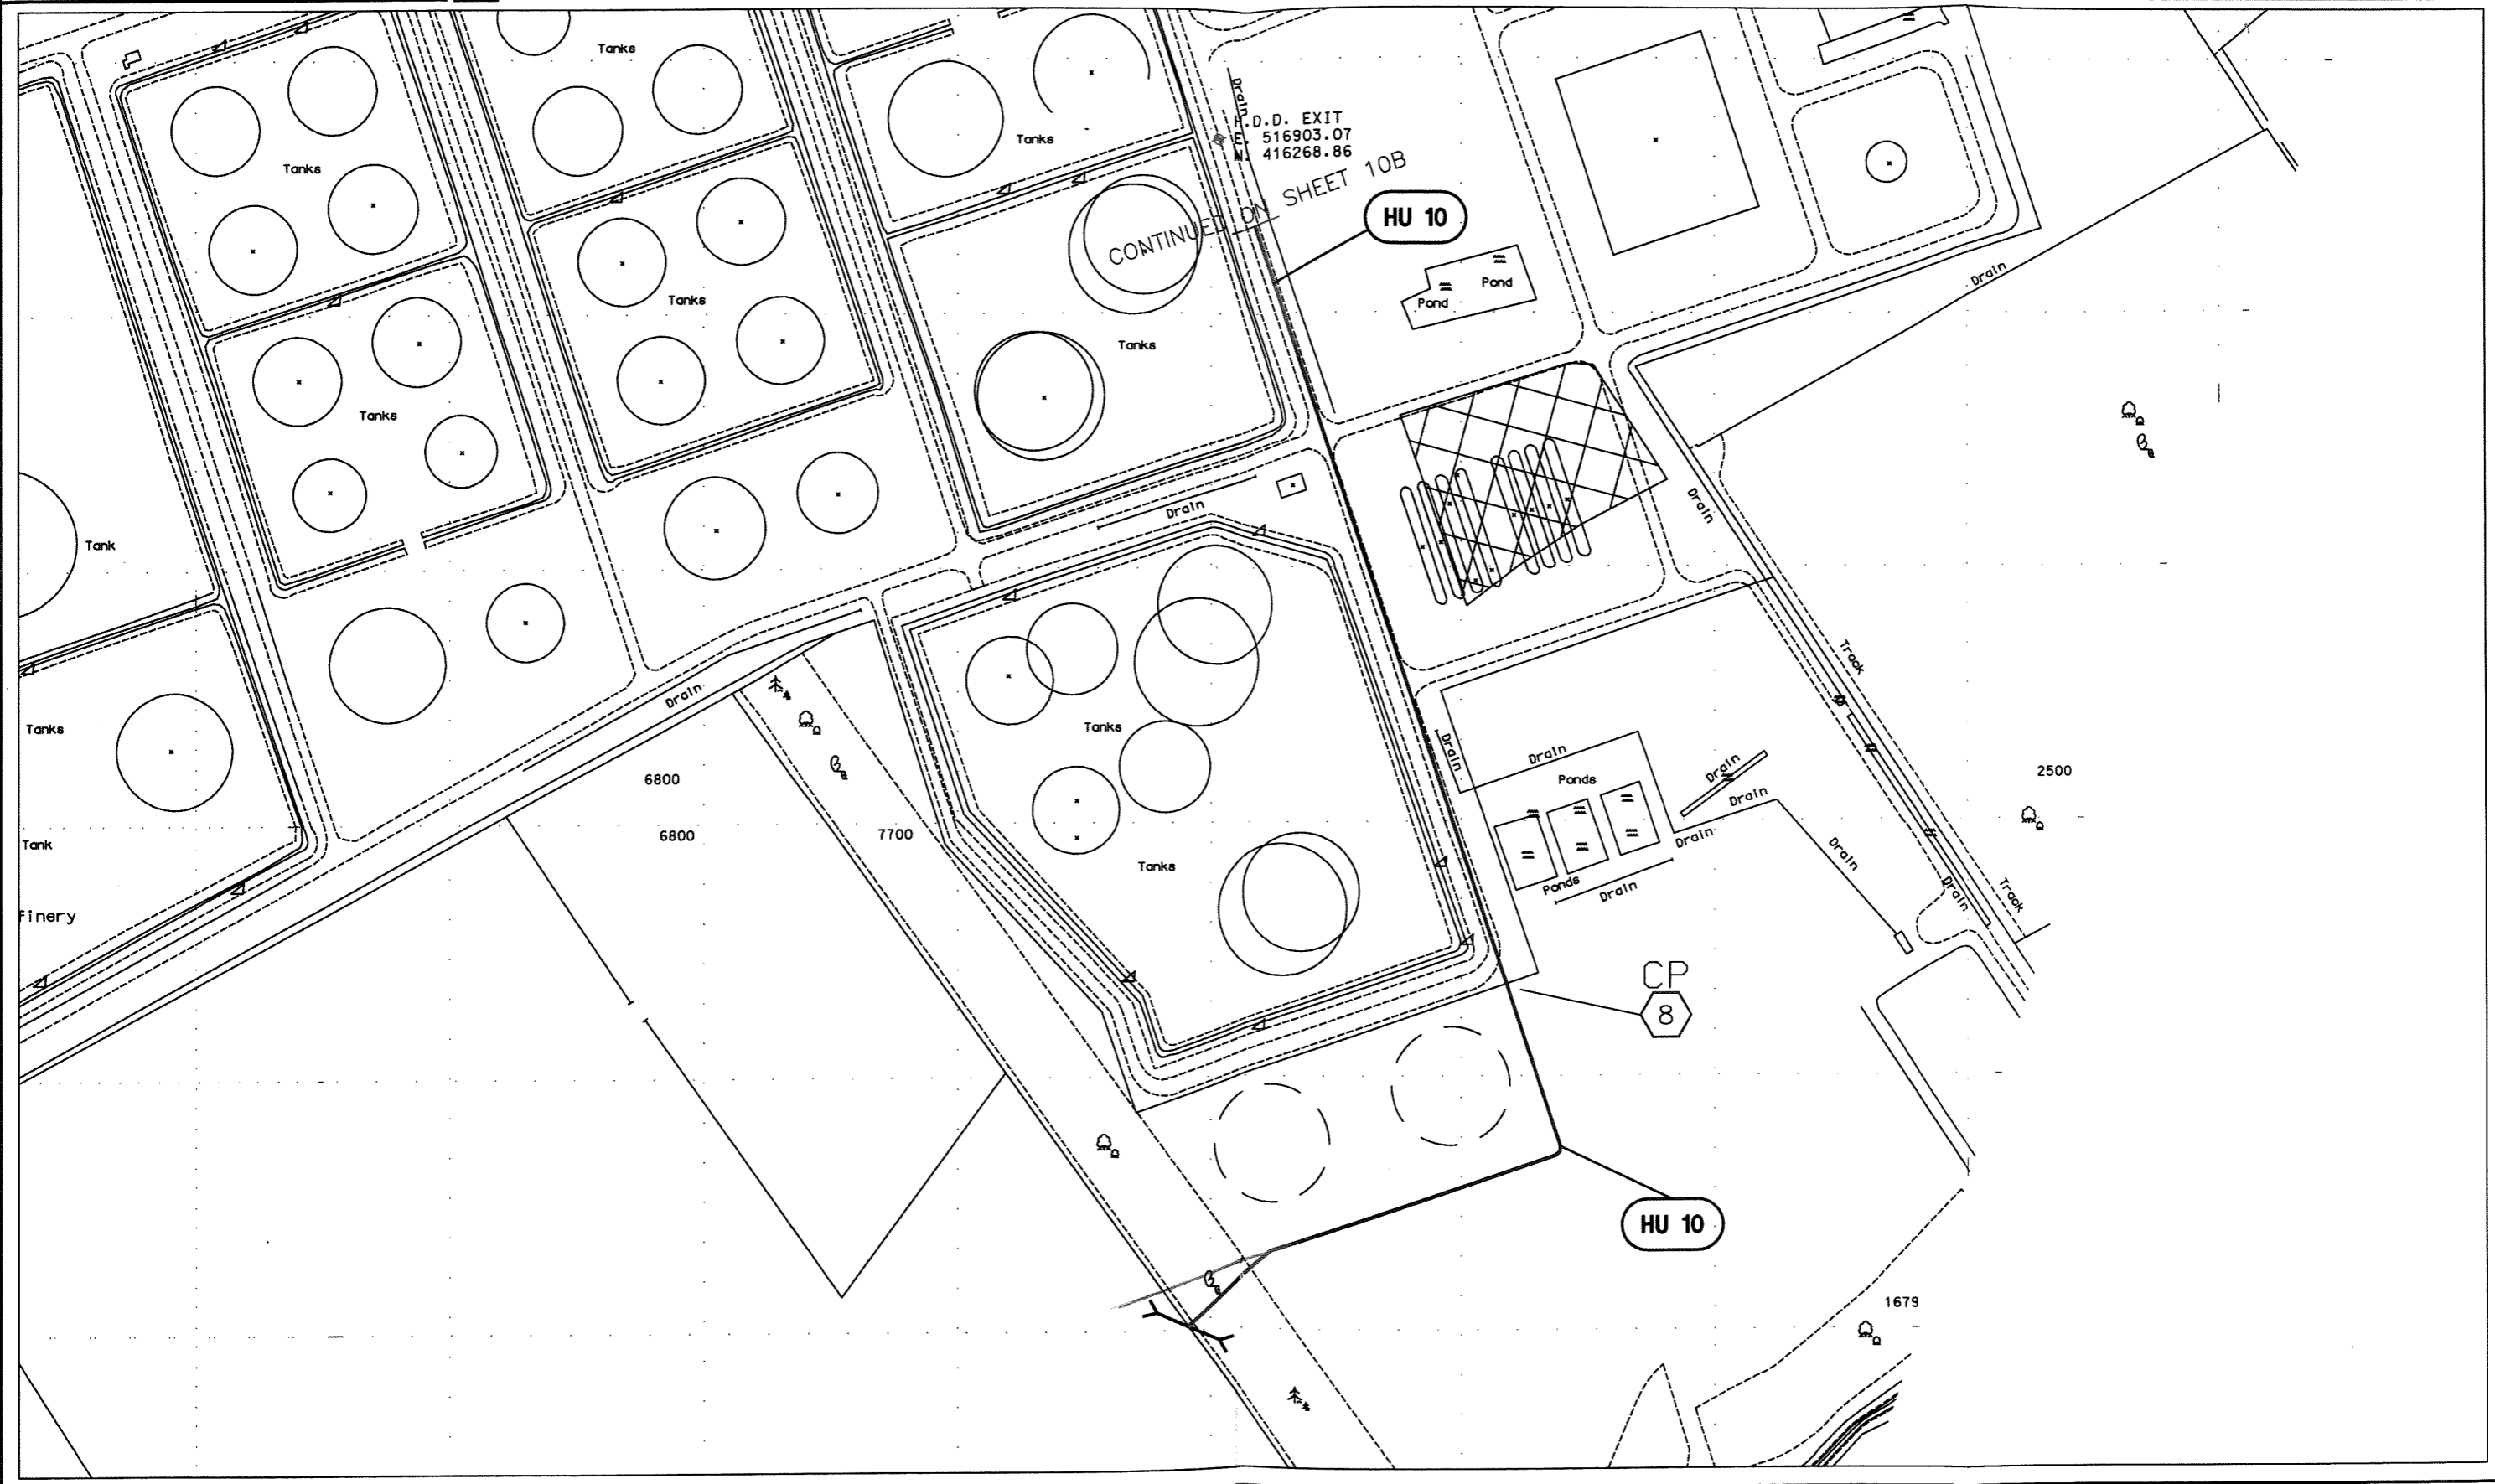 Tanks
Drain
H.D.D. EXIT
E. 516903.07
N. 416268.86
CONTINUED ON SHEET 10B
Tanks
Tanks
HU 10
Drain
Pond
Pond
Tanks
Tanks
Tanks
Drain
Drain
Tank
Track
Drain
Tanks
Tanks
Drain
Drain
Drain
2500
6800
Ponds
Drain
6800
7700
Drain
Tank
Tanks
Drain
Ponds
Drain
Drain
Track
finery
CP
8
HU 10
1679